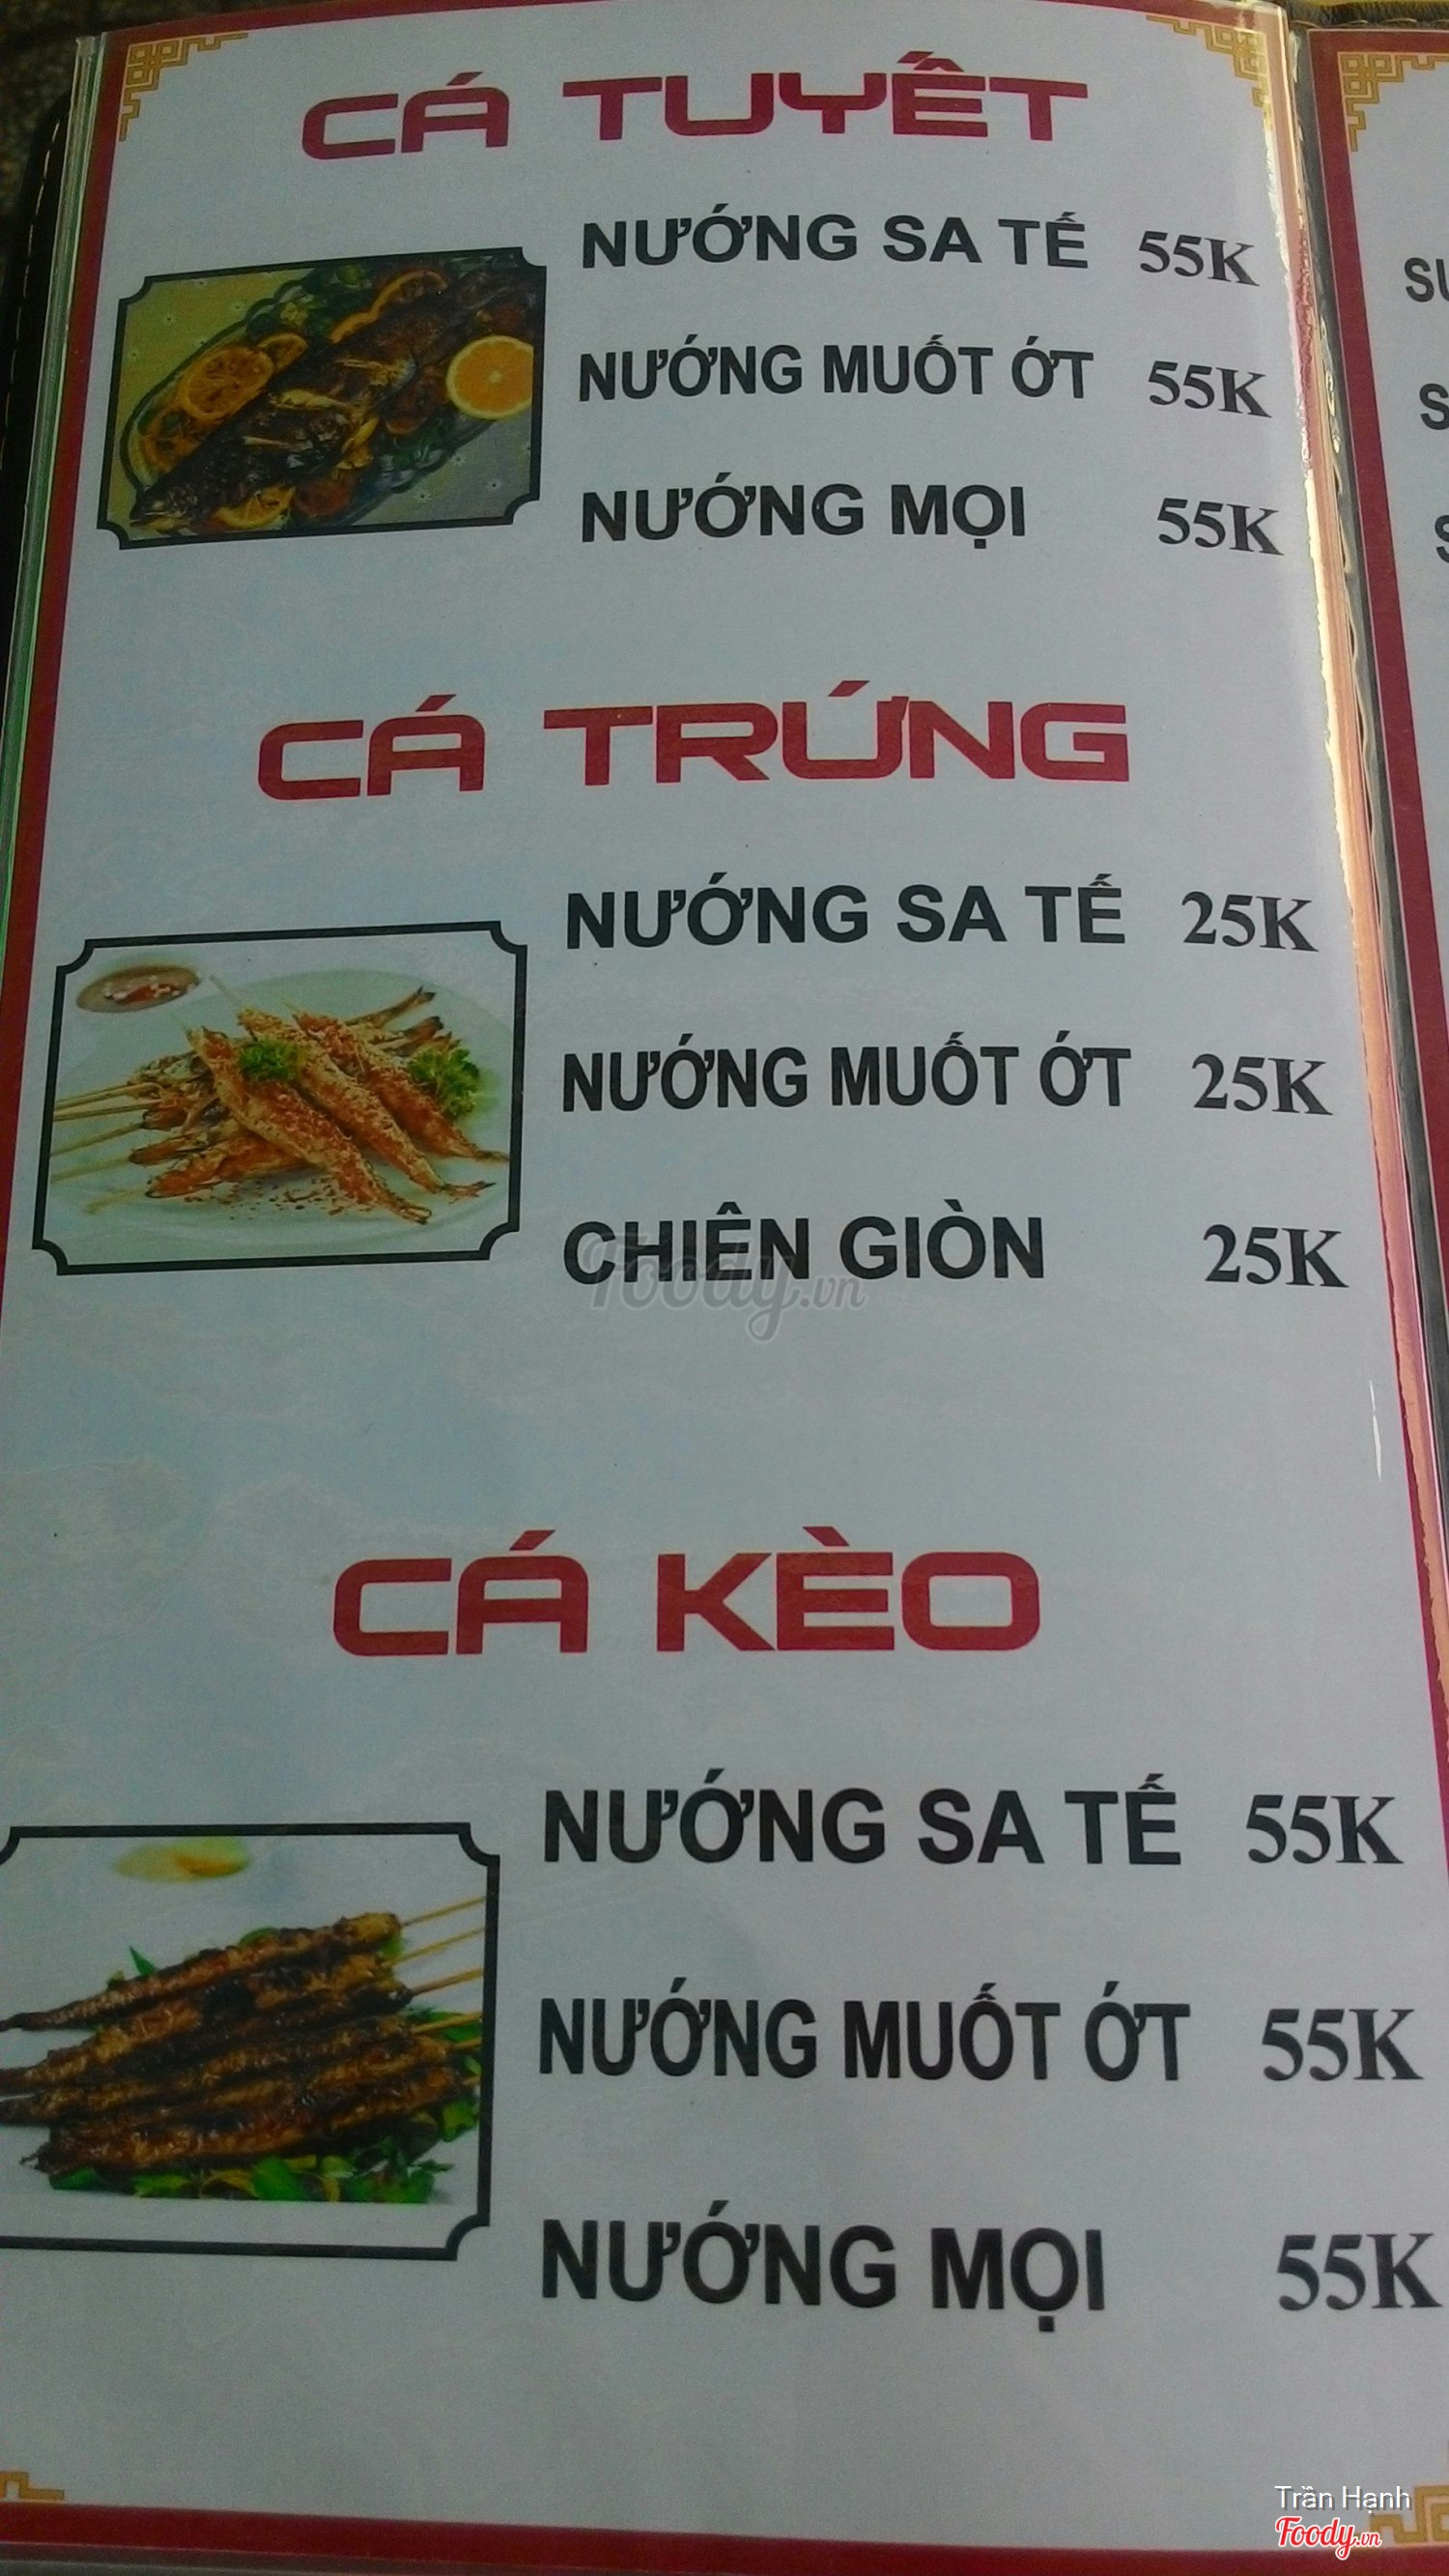 CÁ TUYẾT
NƯỚNG SA TẾ 55K
NƯỚNG MUỐT ỚT 55K
NƯỚNG MỌI 55K
CÁ TRỨNG
NƯỚNG SA TẾ 25K
NƯỚNG MUỐT ỚT 25K
CHIÊN GIÒN 25K
Foody.vn
CÁ KÈO
NƯỚNG SA TẾ 55K
NƯỚNG MUỐT ỚT 55K
NƯỚNG MỌI 55K
Trần Hạnh
Foody.vn